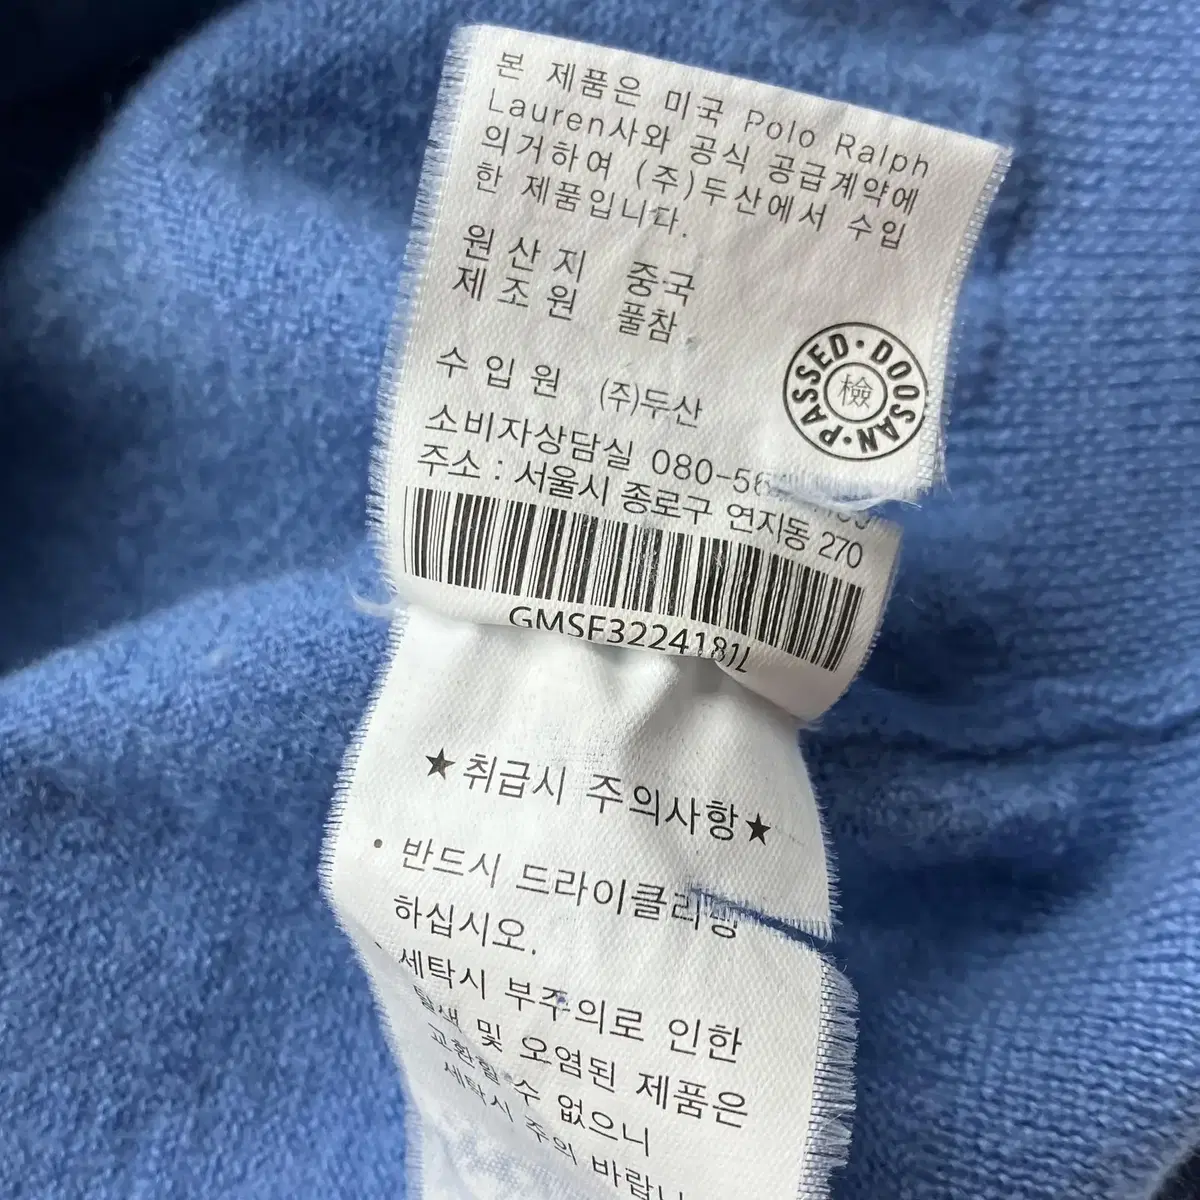 본 제품은 미국 Polo Ralph
Lauren사와 공식 공급계약에
의거하여 (주)두산에서 수입
한 제품입니다.
원산지 중국
제조원 풀참
수입원 (주)두산
PASSED·DOOSAN·
檢
소비자상담실
주소 : 서울시 종로구 연지동 270
GMSF3224181L
★취급시 주의사항★
• 반드시 드라이클리닝
하십시오.
• 세탁시 부주의로 인한
탈색 및 오염된 제품은
교환할 수 없으니
세탁시 주의